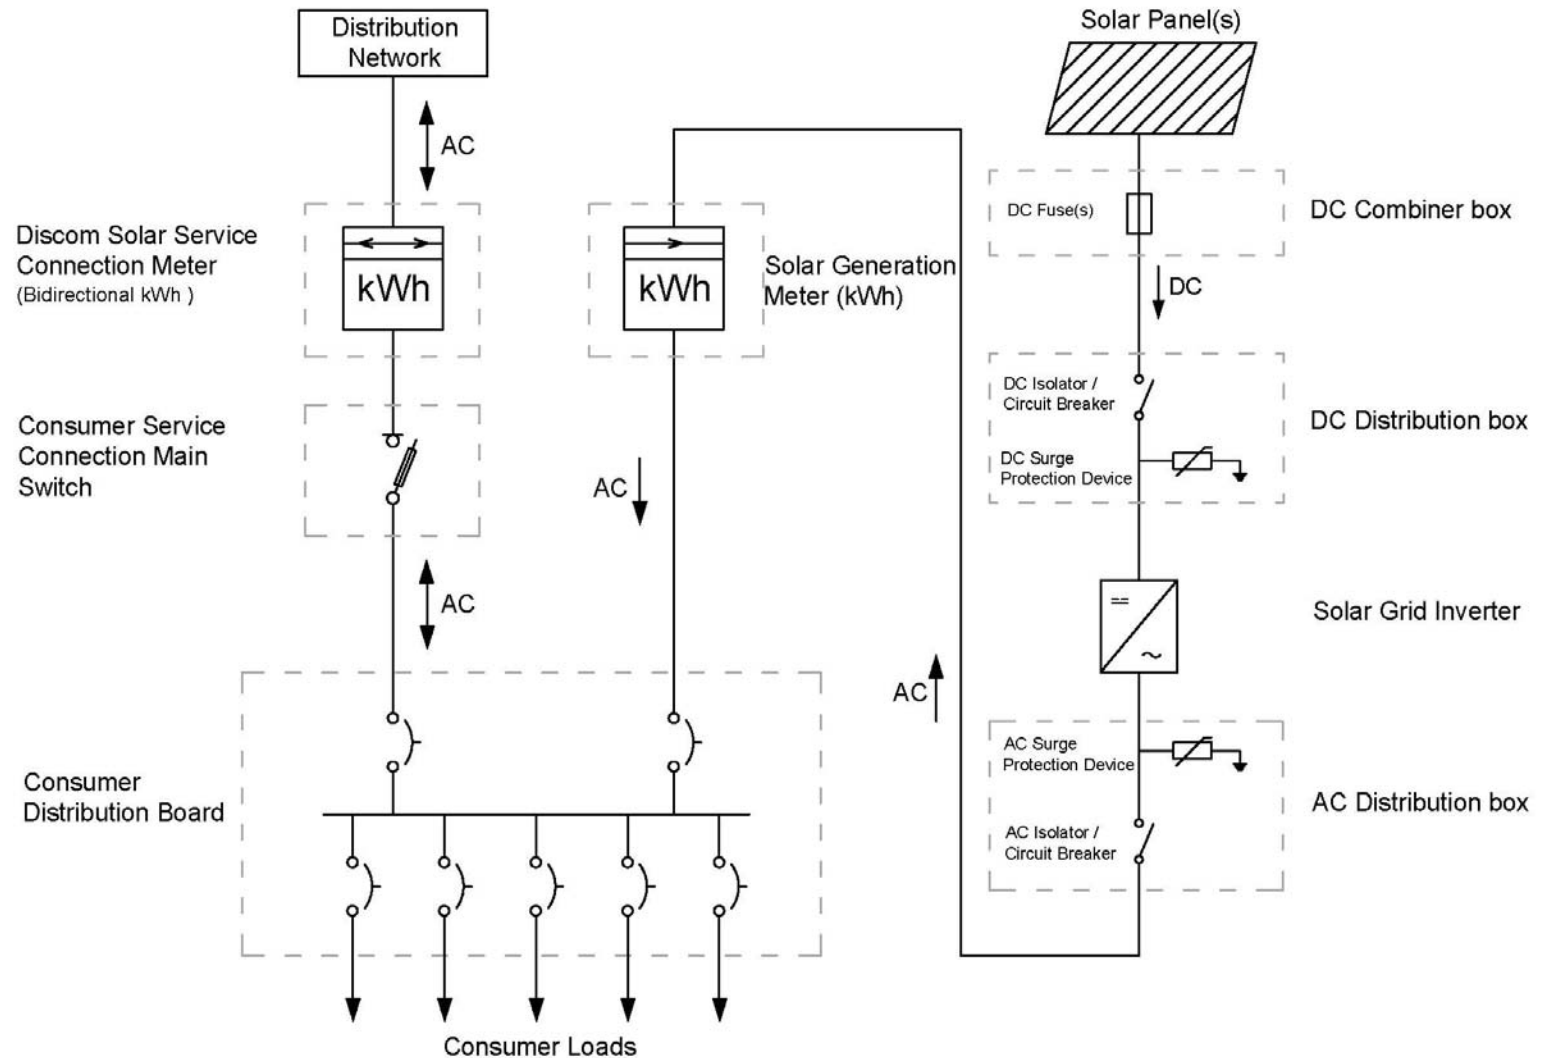 Distribution
Network
AC
Discom Solar Service
Connection Meter
(Bidirectional kWh )
kWh
Consumer Service
Connection Main
Switch
AC
Consumer
Distribution Board
Consumer Loads
kWh
Solar Generation
Meter (kWh)
AC
AC
Solar Panel(s)
DC Fuse(s)
DC Combiner box
DC
DC Isolator /
Circuit Breaker
DC Surge
Protection Device
DC Distribution box
Solar Grid Inverter
AC Surge
Protection Device
AC Isolator /
Circuit Breaker
AC Distribution box